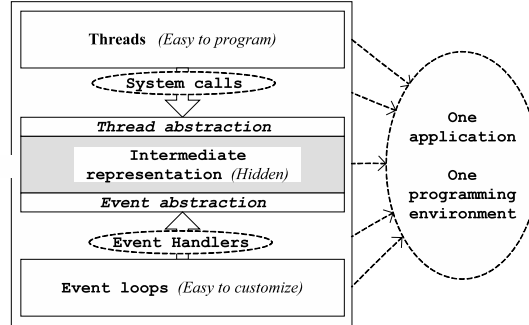 Threads (Easy to program)
System calls
Thread abstraction
Intermediate
representation (Hidden)
Event abstraction
Event Handlers
Event loops (Easy to customize)
One
application
One
programming
environment